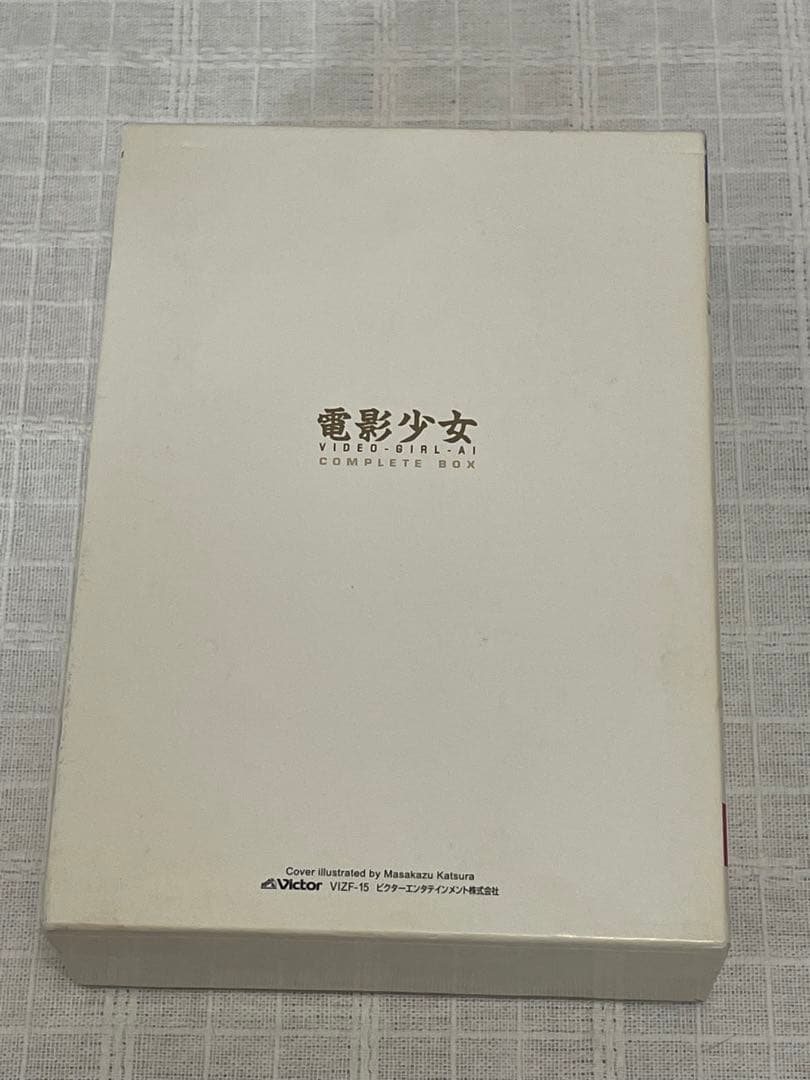 電影少女
VIDEO-GIRL-AI
COMPLETE BOX
Cover illustrated by Masakazu Katsura
Victor VIZF-15 ビクターエンタテインメント株式会社